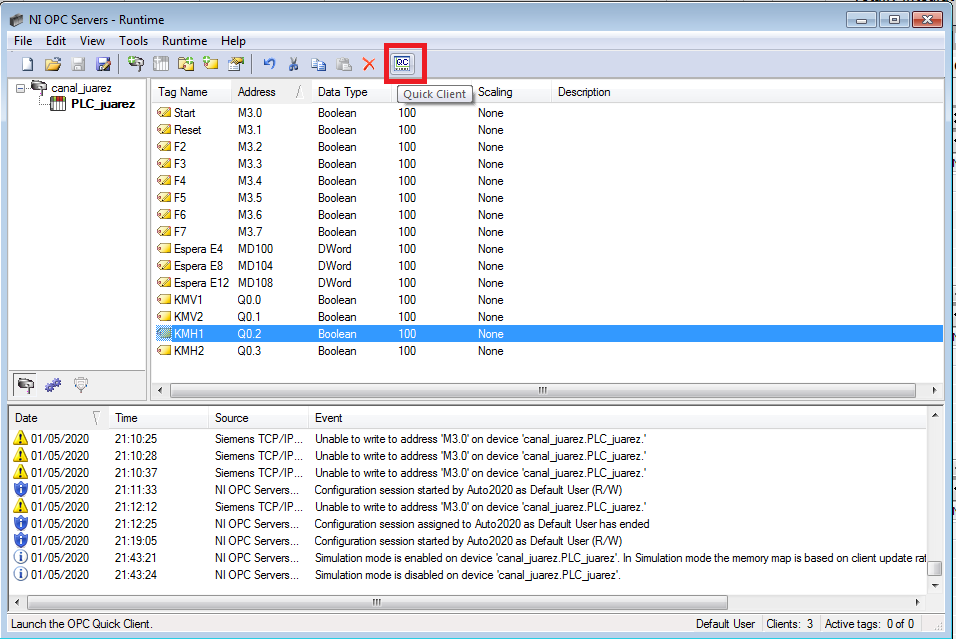 NI OPC Servers - Runtime
File Edit View Tools Runtime Help
QC
Quick Client
canal_juarez
PLC_juarez
Tag Name Address Data Type Scaling Description
Start M3.0 Boolean 100 None
Reset M3.1 Boolean 100 None
F2 M3.2 Boolean 100 None
F3 M3.3 Boolean 100 None
F4 M3.4 Boolean 100 None
F5 M3.5 Boolean 100 None
F6 M3.6 Boolean 100 None
F7 M3.7 Boolean 100 None
Espera E4 MD100 DWord 100 None
Espera E8 MD104 DWord 100 None
Espera E12 MD108 DWord 100 None
KMV1 Q0.0 Boolean 100 None
KMV2 Q0.1 Boolean 100 None
KMH1 Q0.2 Boolean 100 None
KMH2 Q0.3 Boolean 100 None
Date Time Source Event
01/05/2020 21:10:25 Siemens TCP/IP... Unable to write to address 'M3.0' on device 'canal_juarez.PLC_juarez.'
01/05/2020 21:10:28 Siemens TCP/IP... Unable to write to address 'M3.0' on device 'canal_juarez.PLC_juarez.'
01/05/2020 21:10:37 Siemens TCP/IP... Unable to write to address 'M3.0' on device 'canal_juarez.PLC_juarez.'
01/05/2020 21:11:33 NI OPC Servers... Configuration session started by Auto2020 as Default User (R/W)
01/05/2020 21:12:12 Siemens TCP/IP... Unable to write to address 'M3.0' on device 'canal_juarez.PLC_juarez.'
01/05/2020 21:12:25 NI OPC Servers... Configuration session assigned to Auto2020 as Default User has ended
01/05/2020 21:19:05 NI OPC Servers... Configuration session started by Auto2020 as Default User (R/W)
01/05/2020 21:43:21 NI OPC Servers... Simulation mode is enabled on device 'canal_juarez.PLC_juarez'. In Simulation mode the memory map is based on client update rat
01/05/2020 21:43:24 NI OPC Servers... Simulation mode is disabled on device 'canal_juarez.PLC_juarez'.
Launch the OPC Quick Client. Default User Clients: 3 Active tags: 0 of 0